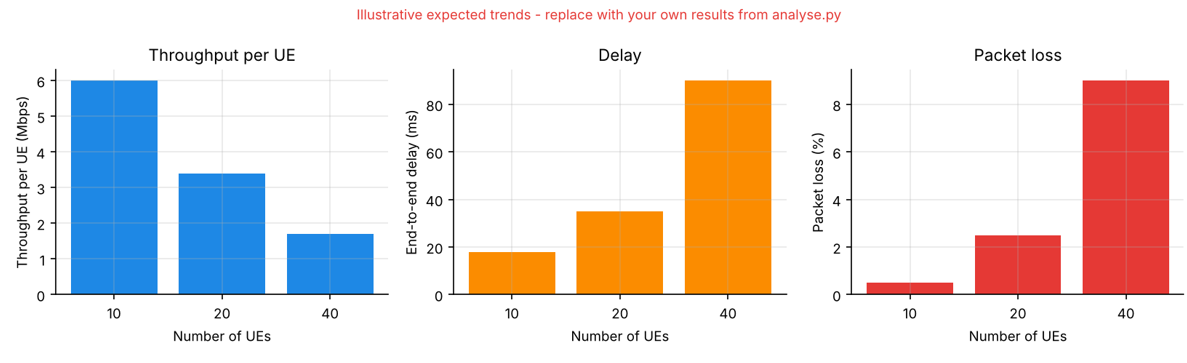 Illustrative expected trends - replace with your own results from analyse.py
Throughput per UE
Throughput per UE (Mbps)
6
5
4
3
2
1
0
10 20 40
Number of UEs
Delay
End-to-end delay (ms)
80
60
40
20
0
10 20 40
Number of UEs
Packet loss
Packet loss (%)
8
6
4
2
0
10 20 40
Number of UEs